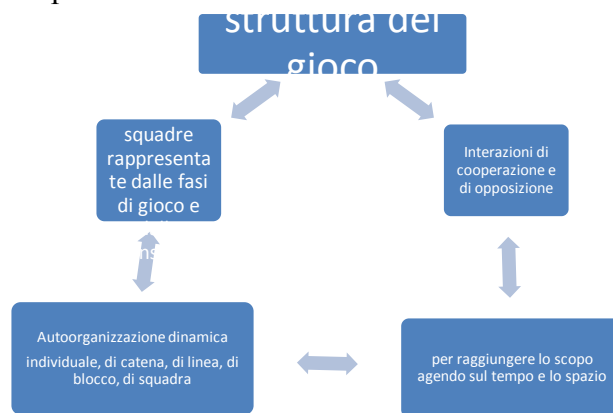 struttura del
gioco
squadre
rappresenta
te dalle fasi
di gioco e
Interazioni di
cooperazione e
di opposizione
Autoorganizzazione dinamica
individuale, di catena, di linea, di
blocco, di squadra
per raggiungere lo scopo
agendo sul tempo e lo spazio